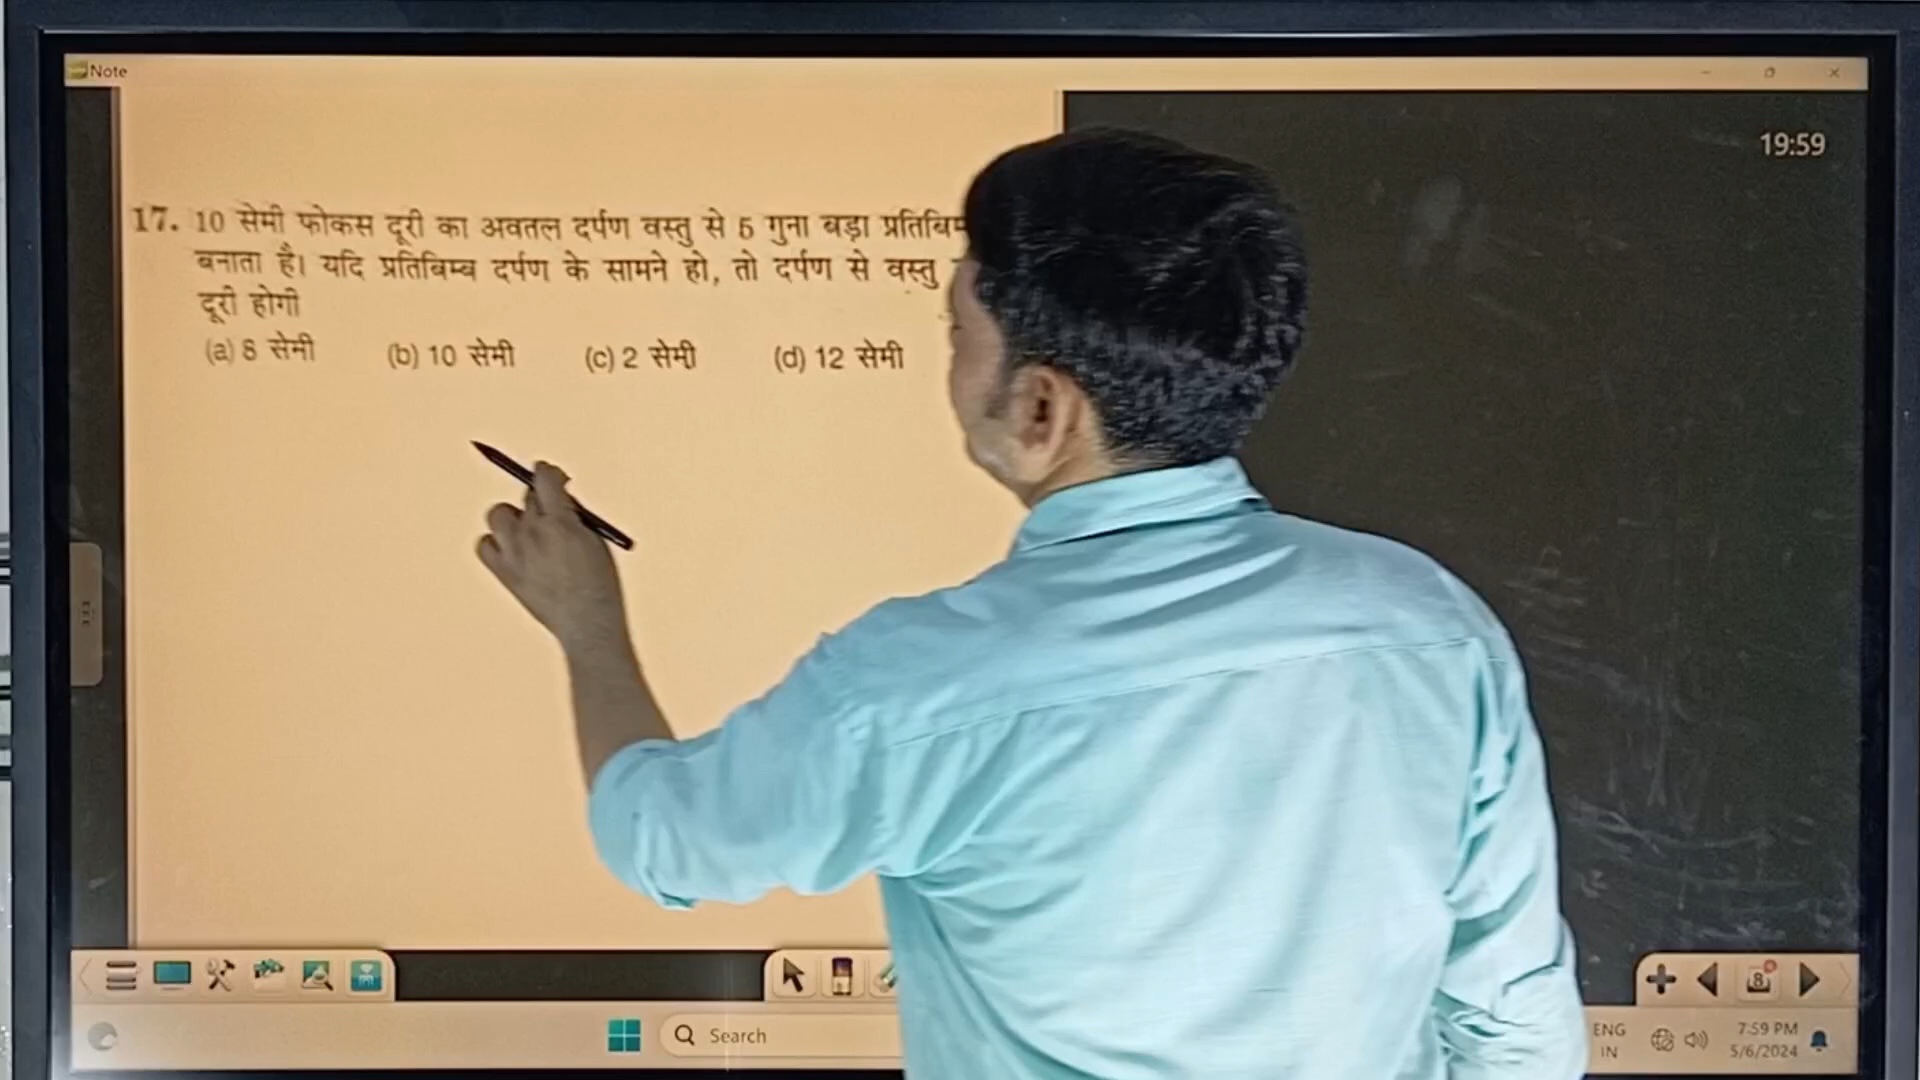 Note
19:59
17. 10 सेमी फोकस दूरी का अवतल दर्पण वस्तु से 5 गुना बड़ा
बनाता है। यदि प्रतिबिम्ब दर्पण के सामने हो, तो दर्पण से वस्तु
दूरी होगी
(a) 8 सेमी (b) 10 सेमी (c) 2 सेमी (d) 12 सेमी
8
Search
ENG
IN
7:59 PM
5/6/2024